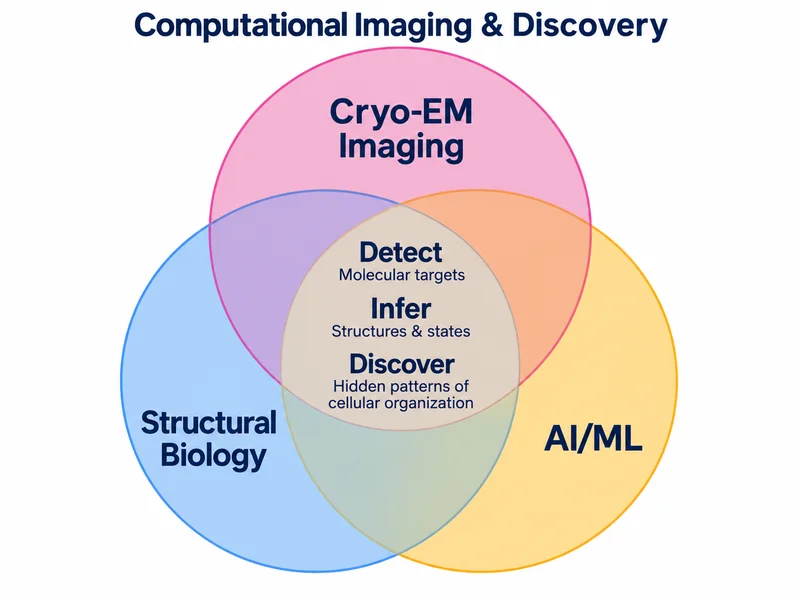 Computational Imaging & Discovery
Cryo-EM
Imaging
Detect
Molecular targets
Infer
Structures & states
Discover
Hidden patterns of
cellular organization
Structural
Biology
AI/ML